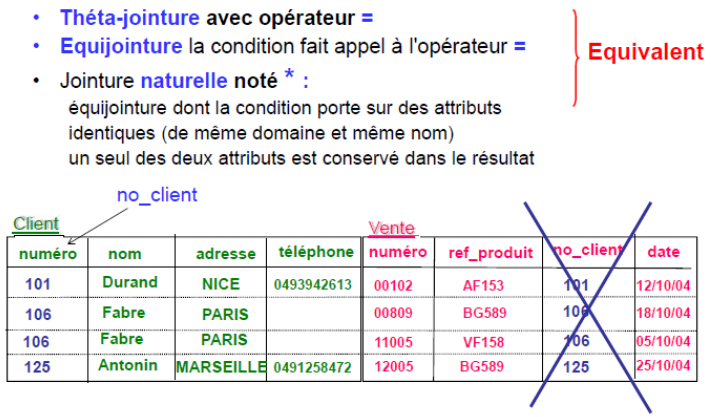 • Théta-jointure avec opérateur =
• Equijointure la condition fait appel à l'opérateur =
Equivalent
• Jointure naturelle noté * :
équijointure dont la condition porte sur des attributs
identiques (de même domaine et même nom)
un seul des deux attributs est conservé dans le résultat
no_client
Client Vente
numéro nom adresse téléphone numéro ref_produit no_client date
101 Durand NICE 0493942613 00102 AF153 101 12/10/04
106 Fabre PARIS 00809 BG589 106 18/10/04
106 Fabre PARIS 11005 VF158 106 05/10/04
125 Antonin MARSEILLE 0491258472 12005 BG589 125 25/10/04